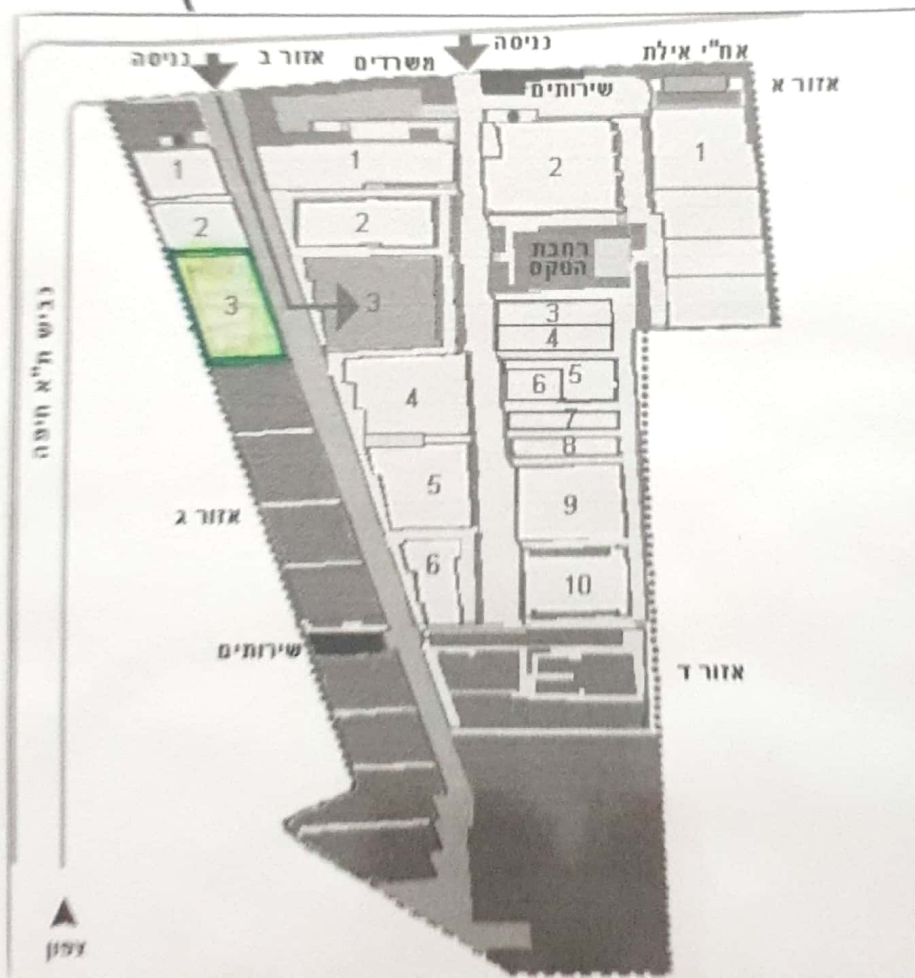 כניסה
אזור ב
משרדים
כניסה
אח"י אילת
אזור א
שירותים
1
2
3
1
2
3
4
5
6
2
רחבת
הטקס
3
4
5
6
7
8
9
10
1
כביש ת"א חיפה
אזור ג
שירותים
אזור ד
צפון